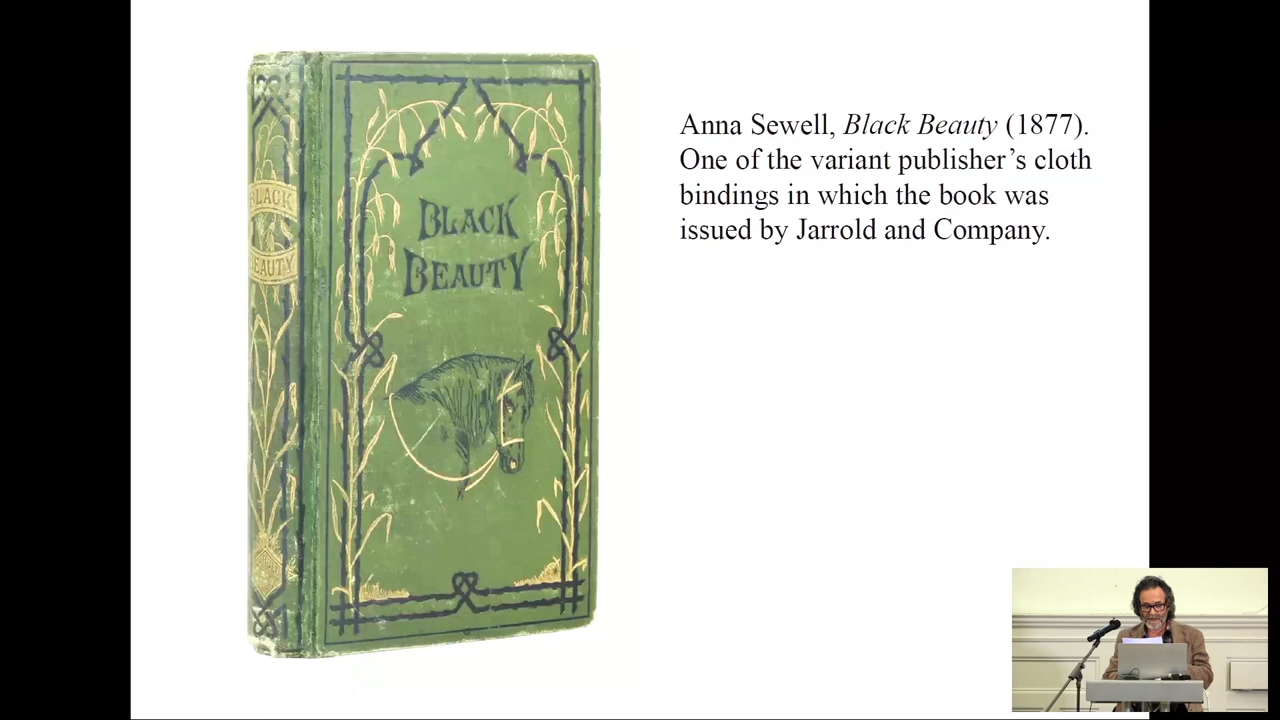 BLACK
BEAUTY
BLACK
BEAUTY
Anna Sewell, Black Beauty (1877).
One of the variant publisher’s cloth
bindings in which the book was
issued by Jarrold and Company.